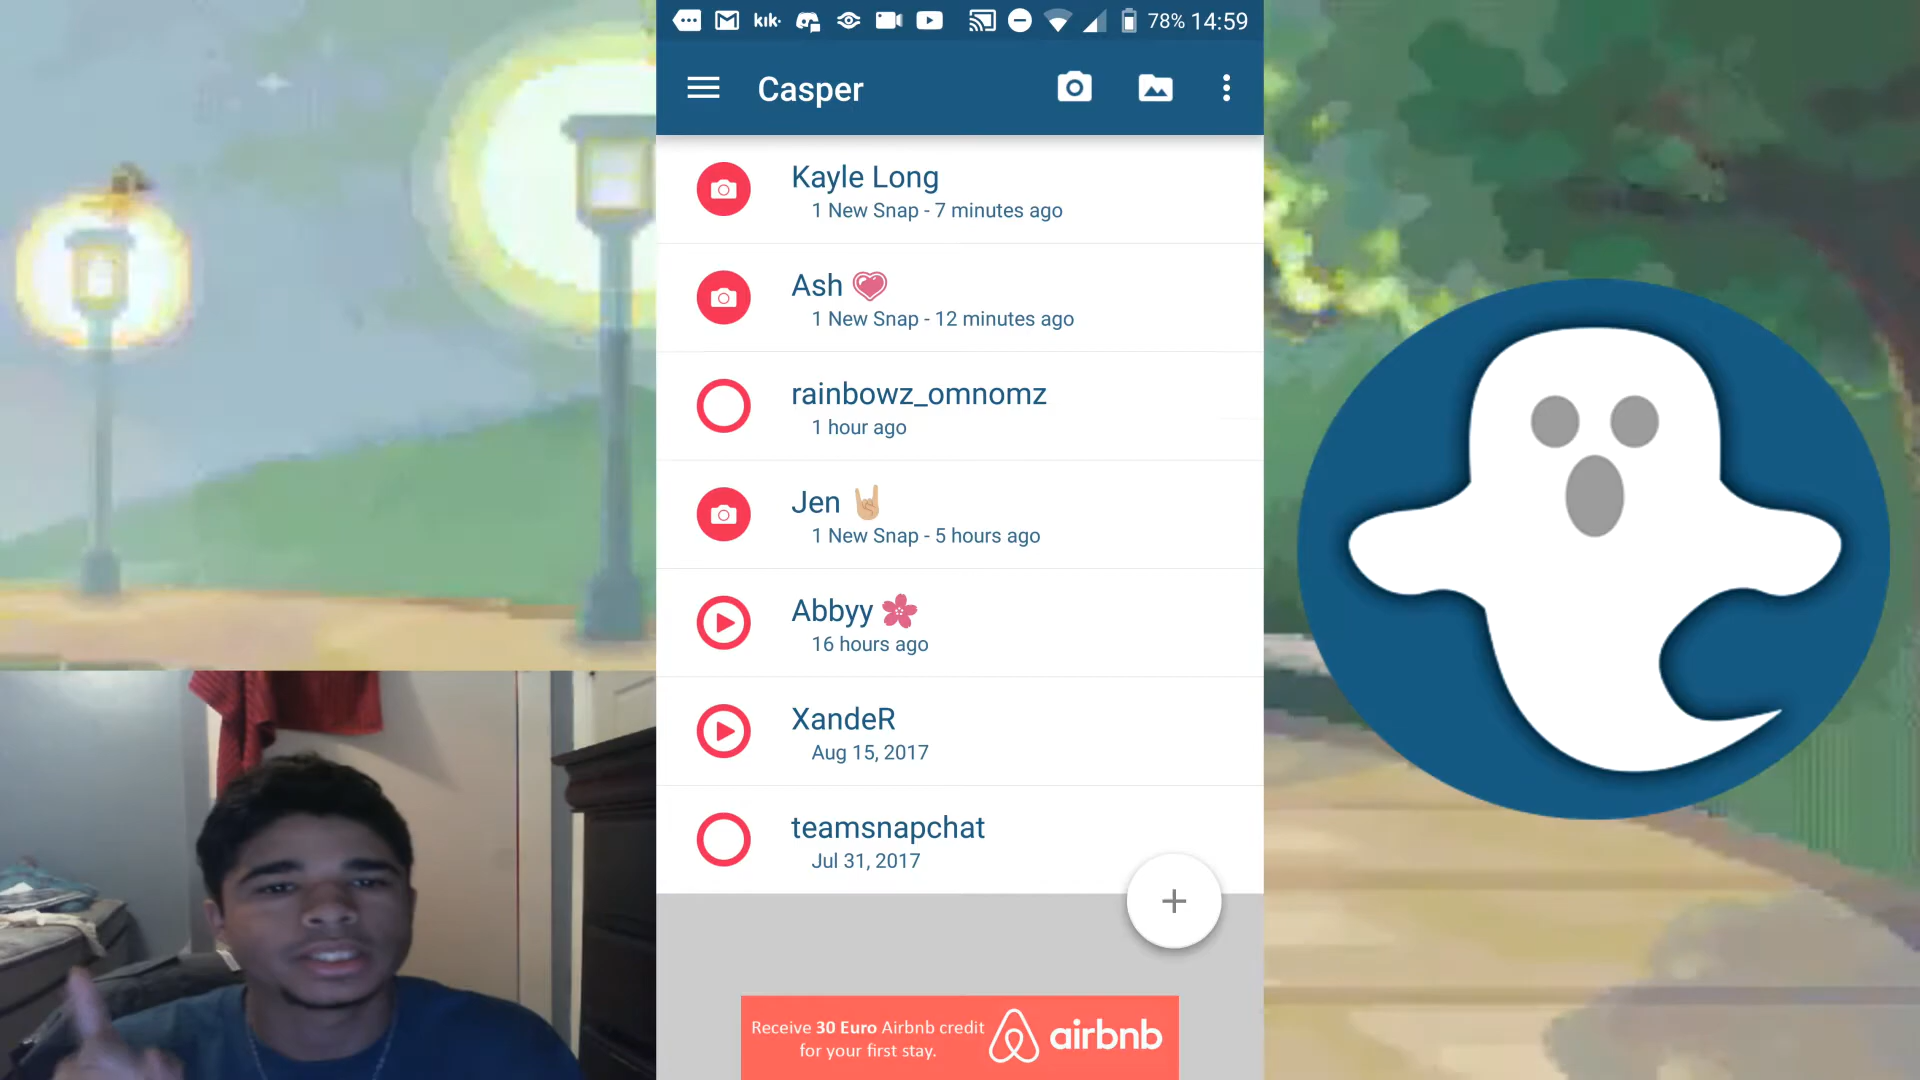 kik·
78% 14:59
Casper
Kayle Long
1 New Snap - 7 minutes ago
Ash
1 New Snap - 12 minutes ago
rainbowz_omnomz
1 hour ago
Jen
1 New Snap - 5 hours ago
Abbyy
16 hours ago
XandeR
Aug 15, 2017
teamsnapchat
Jul 31, 2017
+
Receive 30 Euro Airbnb credit
for your first stay.
airbnb